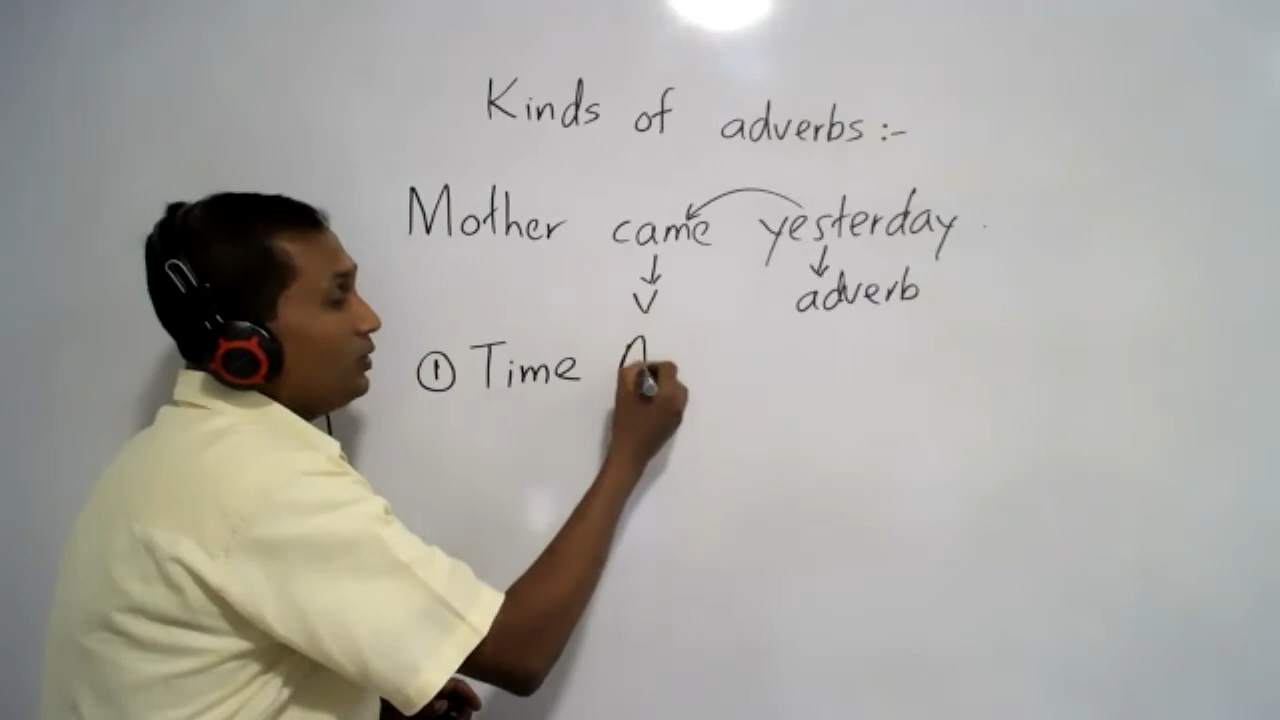 Kinds of adverbs :-
Mother came yesterday.
↓ ↓
V adverb
① Time